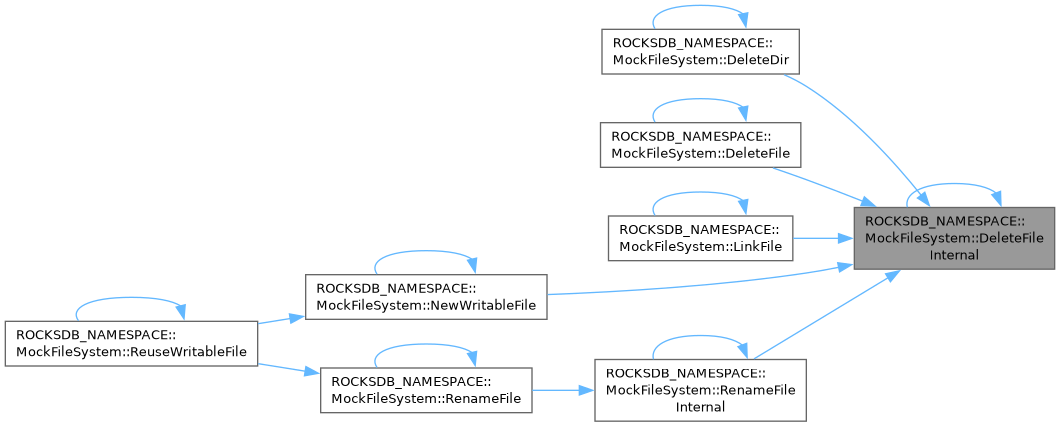 ROCKSDB_NAMESPACE::
MockFileSystem::DeleteDir
ROCKSDB_NAMESPACE::
MockFileSystem::DeleteFile
ROCKSDB_NAMESPACE::
MockFileSystem::DeleteFile
Internal
ROCKSDB_NAMESPACE::
MockFileSystem::LinkFile
ROCKSDB_NAMESPACE::
MockFileSystem::NewWritableFile
ROCKSDB_NAMESPACE::
MockFileSystem::ReuseWritableFile
ROCKSDB_NAMESPACE::
MockFileSystem::RenameFile
ROCKSDB_NAMESPACE::
MockFileSystem::RenameFile
Internal